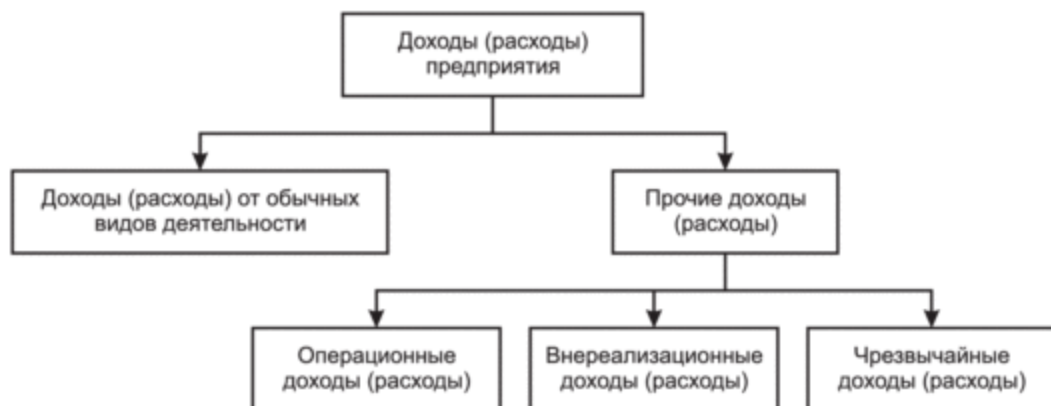 Доходы (расходы)
предприятия
Доходы (расходы) от обычных
видов деятельности
Прочие доходы
(расходы)
Операционные
доходы (расходы)
Внереализационные
доходы (расходы)
Чрезвычайные
доходы (расходы)